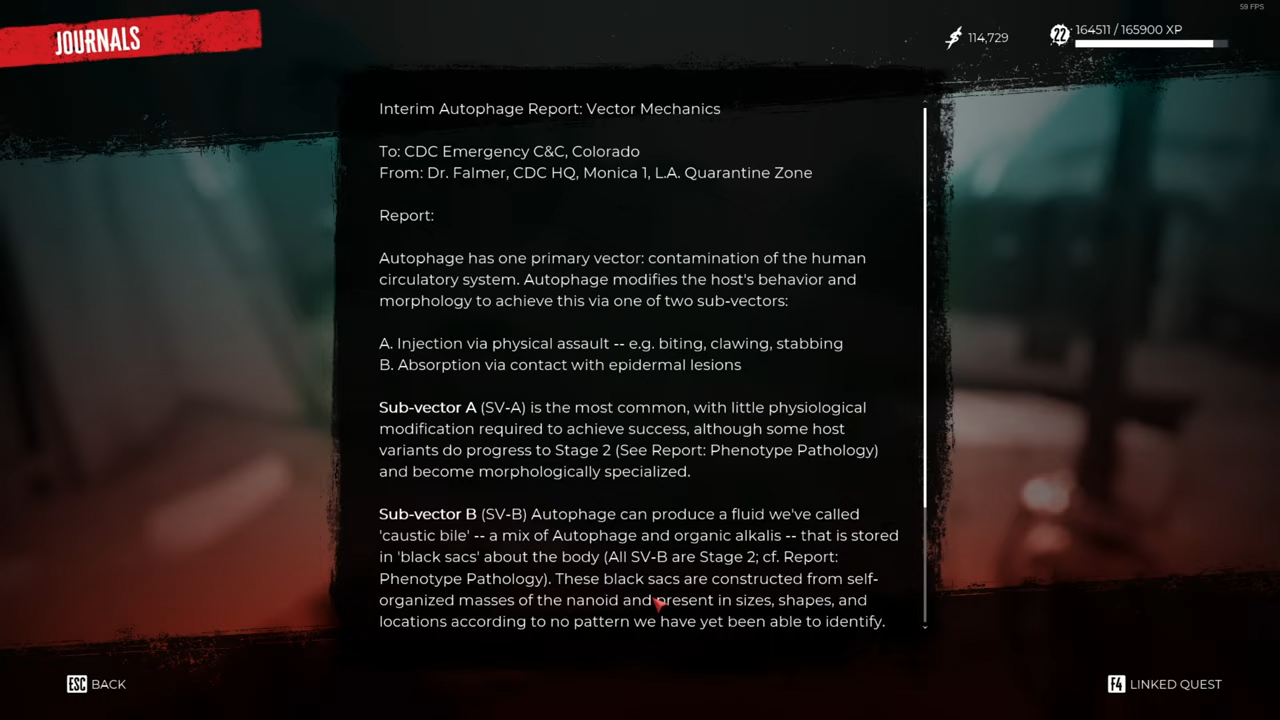 59 FPS
JOURNALS
114,729
22
164511 / 165900 XP
Interim Autophage Report: Vector Mechanics
To: CDC Emergency C&C, Colorado
From: Dr. Falmer, CDC HQ, Monica 1, L.A. Quarantine Zone
Report:
Autophage has one primary vector: contamination of the human
circulatory system. Autophage modifies the host's behavior and
morphology to achieve this via one of two sub-vectors:
A. Injection via physical assault -- e.g. biting, clawing, stabbing
B. Absorption via contact with epidermal lesions
Sub-vector A (SV-A) is the most common, with little physiological
modification required to achieve success, although some host
variants do progress to Stage 2 (See Report: Phenotype Pathology)
and become morphologically specialized.
Sub-vector B (SV-B) Autophage can produce a fluid we've called
'caustic bile' -- a mix of Autophage and organic alkalis -- that is stored
in 'black sacs' about the body (All SV-B are Stage 2; cf. Report:
Phenotype Pathology). These black sacs are constructed from self-
organized masses of the nanoid and present in sizes, shapes, and
locations according to no pattern we have yet been able to identify.
ESC BACK
F4 LINKED QUEST